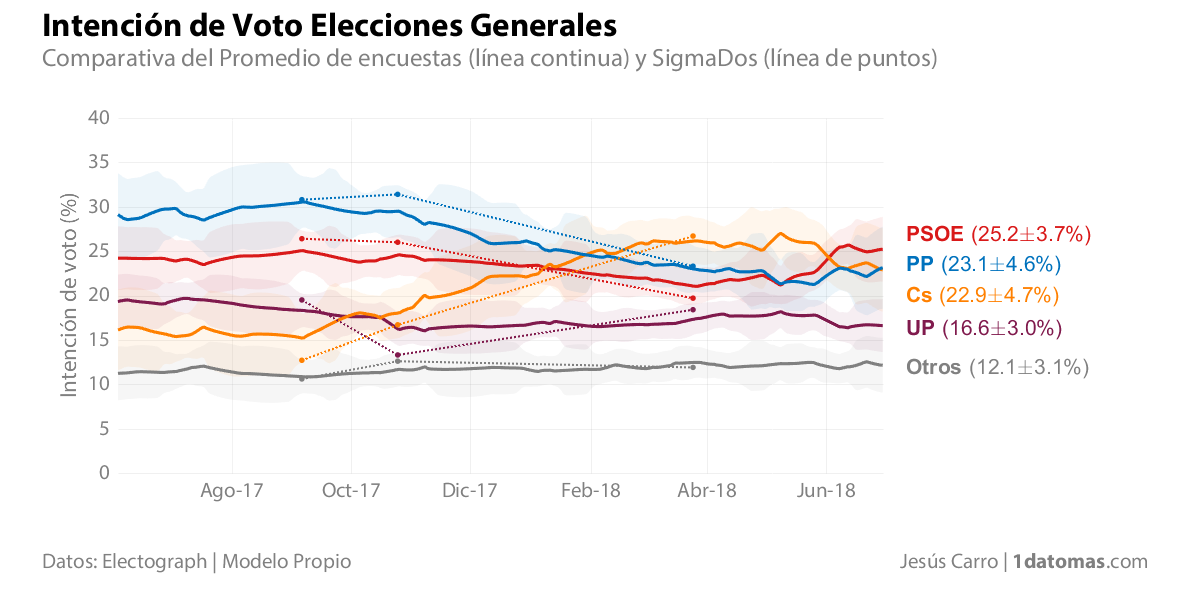 Intención de Voto Elecciones Generales
Comparativa del Promedio de encuestas (línea continua) y SigmaDos (línea de puntos)
Intención de voto (%)
40
35
30
25
20
15
10
5
0
Ago-17
Oct-17
Dic-17
Feb-18
Abr-18
Jun-18
PSOE (25.2±3.7%)
PP (23.1±4.6%)
Cs (22.9±4.7%)
UP (16.6±3.0%)
Otros (12.1±3.1%)
Datos: Electograph | Modelo Propio
Jesús Carro | 1datomas.com